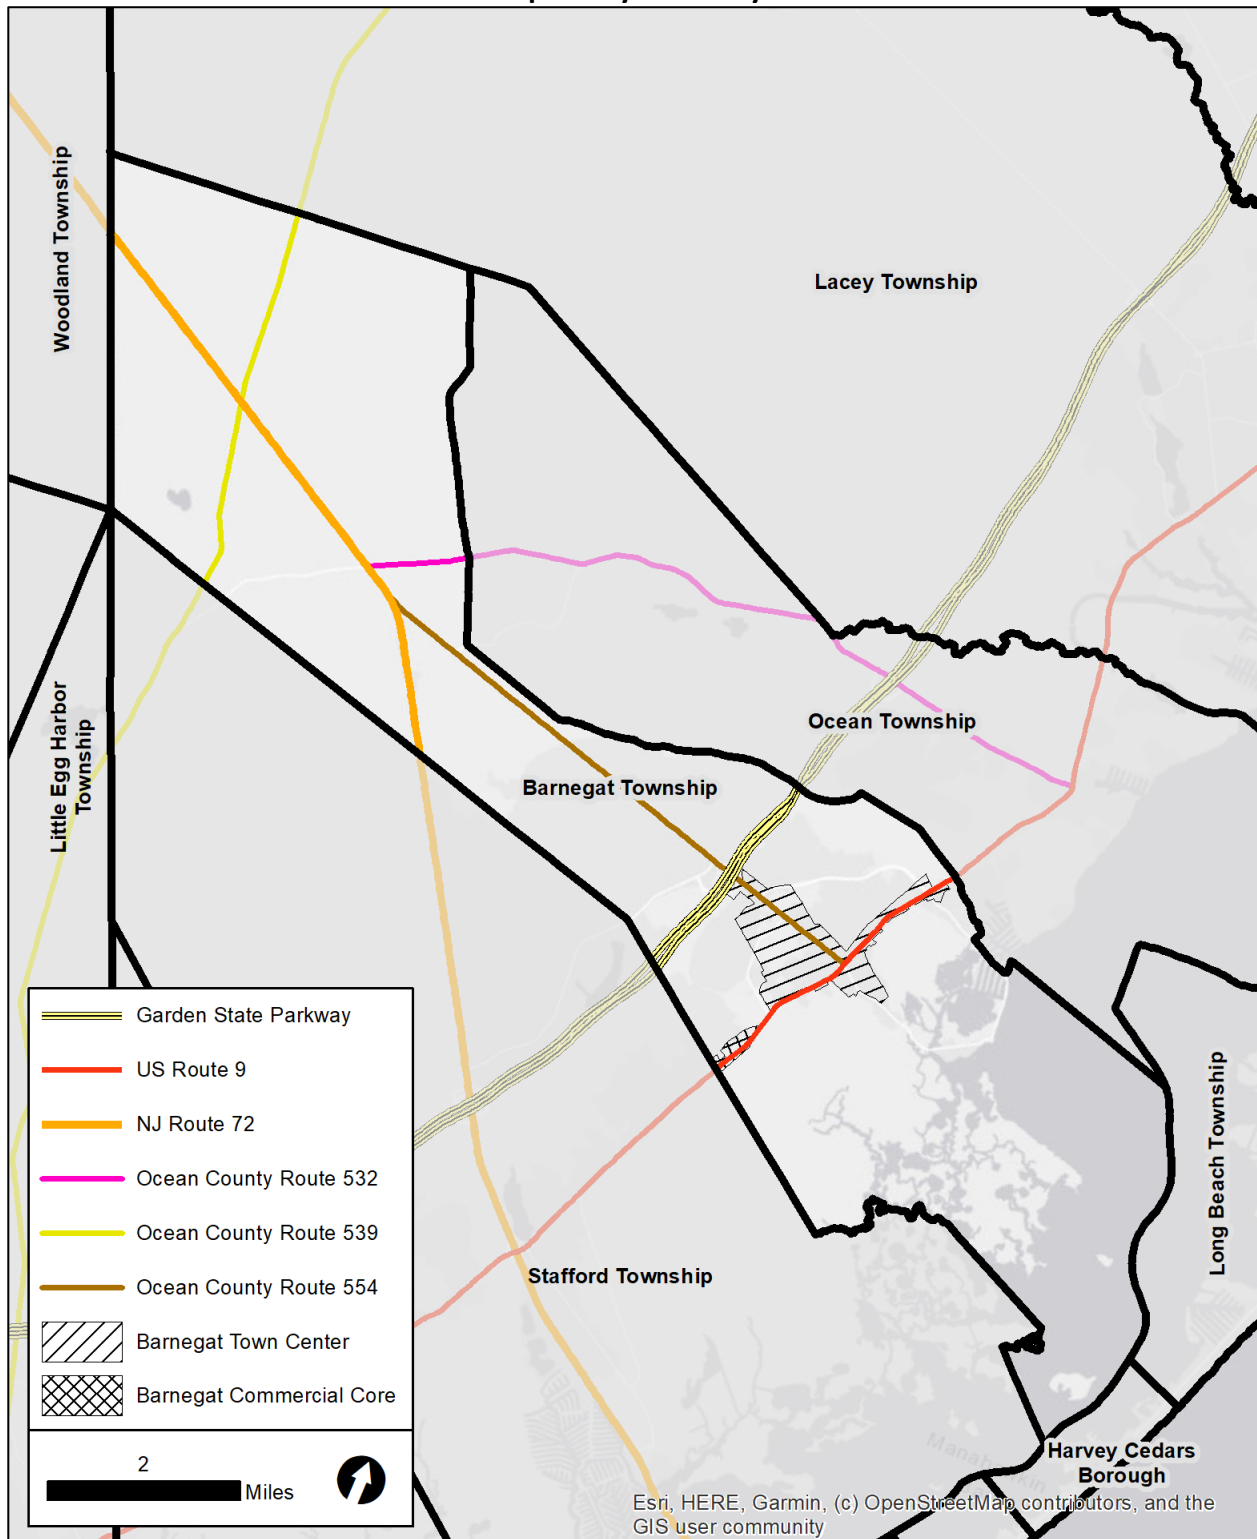 Woodland Township
Lacey Township
Ocean Township
Little Egg Harbor
Township
Barnegat Township
Long Beach Township
Stafford Township
Harvey Cedars
Borough
Garden State Parkway
US Route 9
NJ Route 72
Ocean County Route 532
Ocean County Route 539
Ocean County Route 554
Barnegat Town Center
Barnegat Commercial Core
2
Miles
Esri, HERE, Garmin, (c) OpenStreetMap contributors, and the
GIS user community